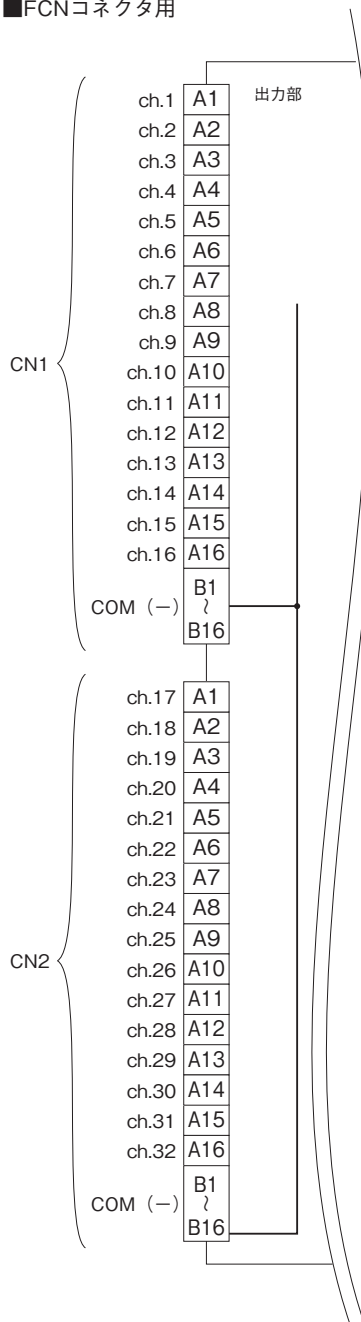 ■FCNコネクタ用
出力部
CN1
ch.1 A1
ch.2 A2
ch.3 A3
ch.4 A4
ch.5 A5
ch.6 A6
ch.7 A7
ch.8 A8
ch.9 A9
ch.10 A10
ch.11 A11
ch.12 A12
ch.13 A13
ch.14 A14
ch.15 A15
ch.16 A16
COM（－） B1
～
B16
CN2
ch.17 A1
ch.18 A2
ch.19 A3
ch.20 A4
ch.21 A5
ch.22 A6
ch.23 A7
ch.24 A8
ch.25 A9
ch.26 A10
ch.27 A11
ch.28 A12
ch.29 A13
ch.30 A14
ch.31 A15
ch.32 A16
COM（－） B1
～
B16